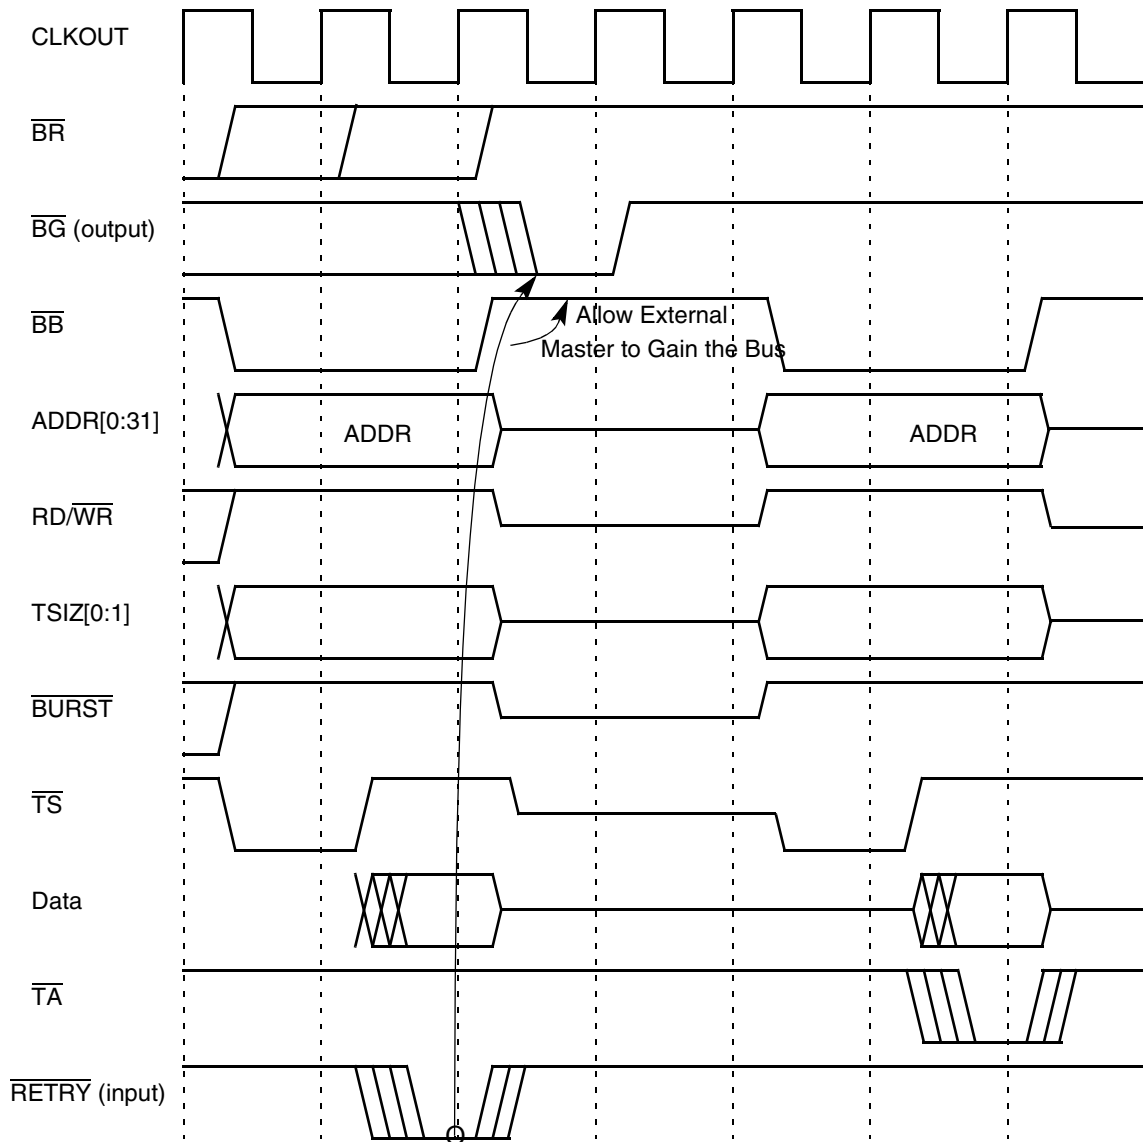 CLKOUT
BR
BG (output)
BB
Allow External
Master to Gain the Bus
ADDR[0:31]
ADDR
ADDR
RD/WR
TSIZ[0:1]
BURST
TS
Data
TA
RETRY (input)